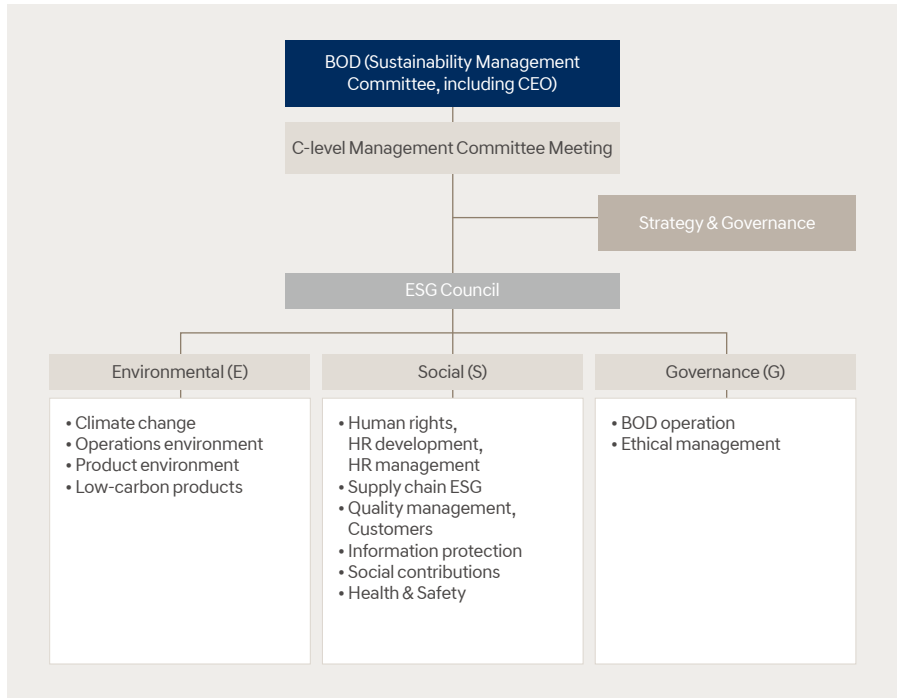 BOD (Sustainability Management
Committee, including CEO)
C-level Management Committee Meeting
Strategy & Governance
ESG Council
Environmental (E)
• Climate change
• Operations environment
• Product environment
• Low-carbon products
Social (S)
• Human rights,
HR development,
HR management
• Supply chain ESG
• Quality management,
Customers
• Information protection
• Social contributions
• Health & Safety
Governance (G)
• BOD operation
• Ethical management